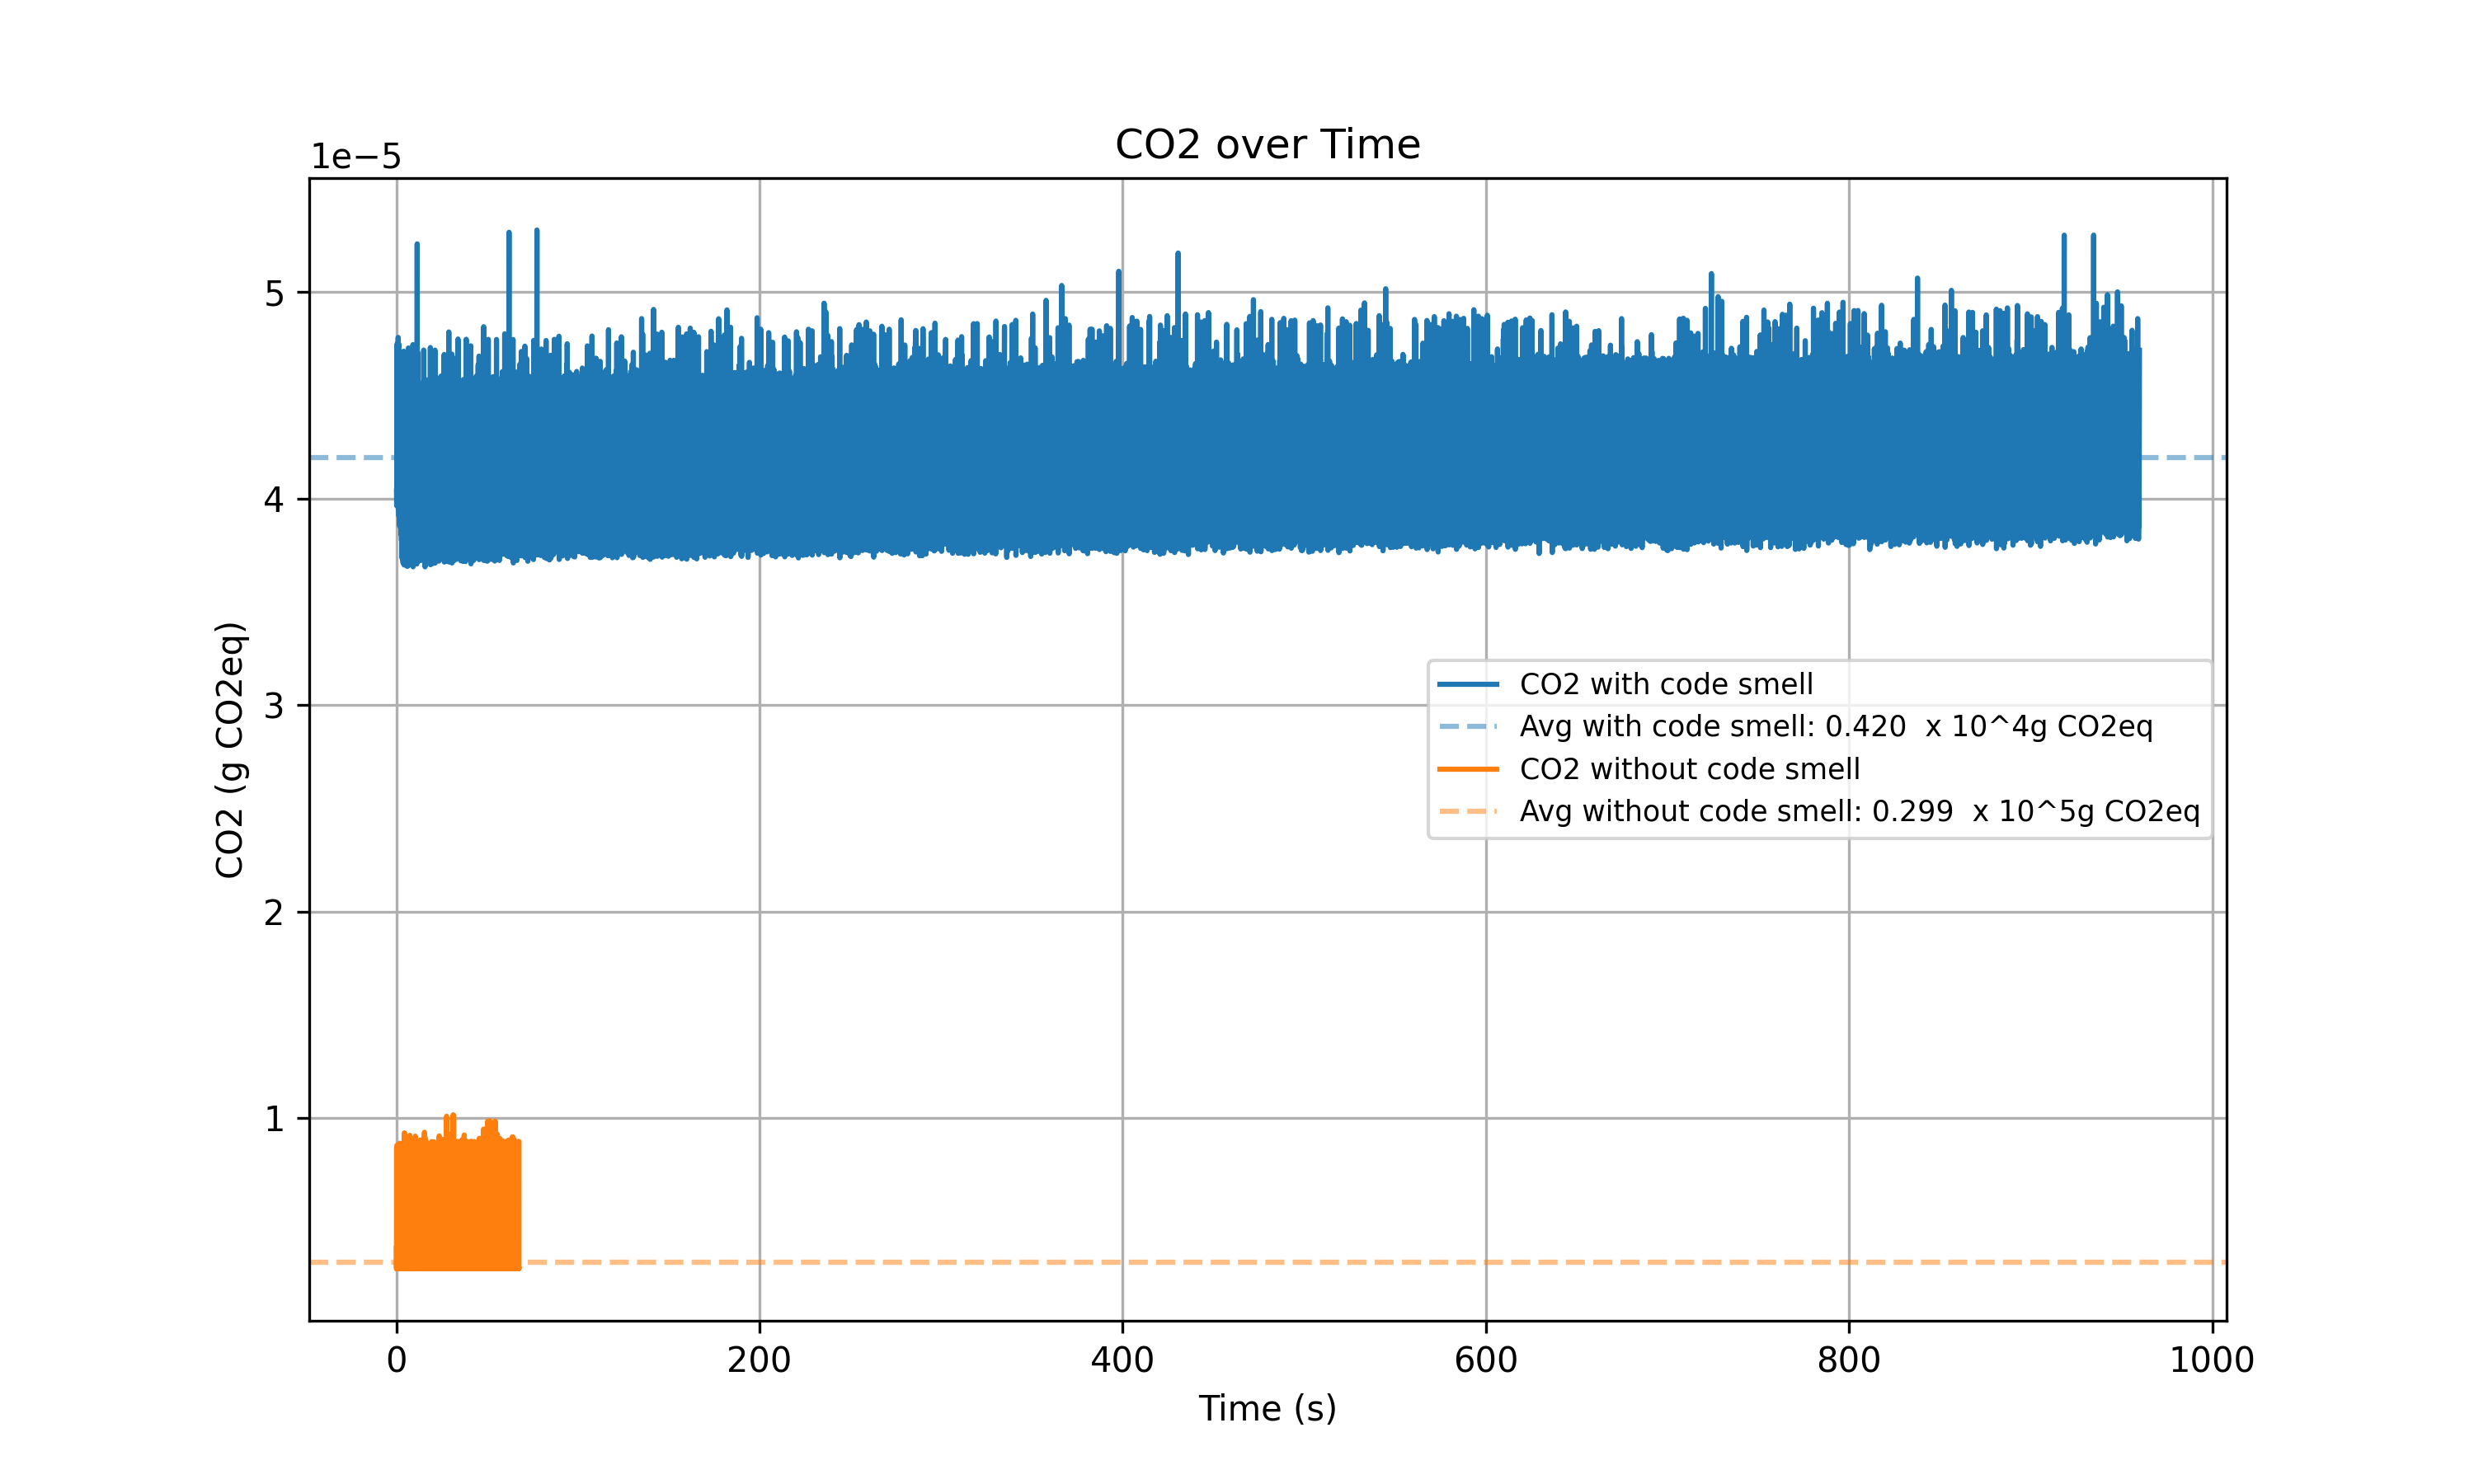 CO2 over Time
1e−5
5
4
3
2
1
CO2 (g CO2eq)
CO2 with code smell
Avg with code smell: 0.420  x 10^4g CO2eq
CO2 without code smell
Avg without code smell: 0.299  x 10^5g CO2eq
0 200 400 600 800 1000
Time (s)